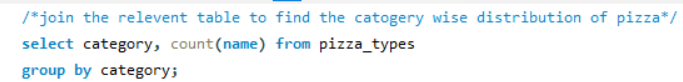 /*join the relevent table to find the catogery wise distribution of pizza*/
select category, count(name) from pizza_types
group by category;